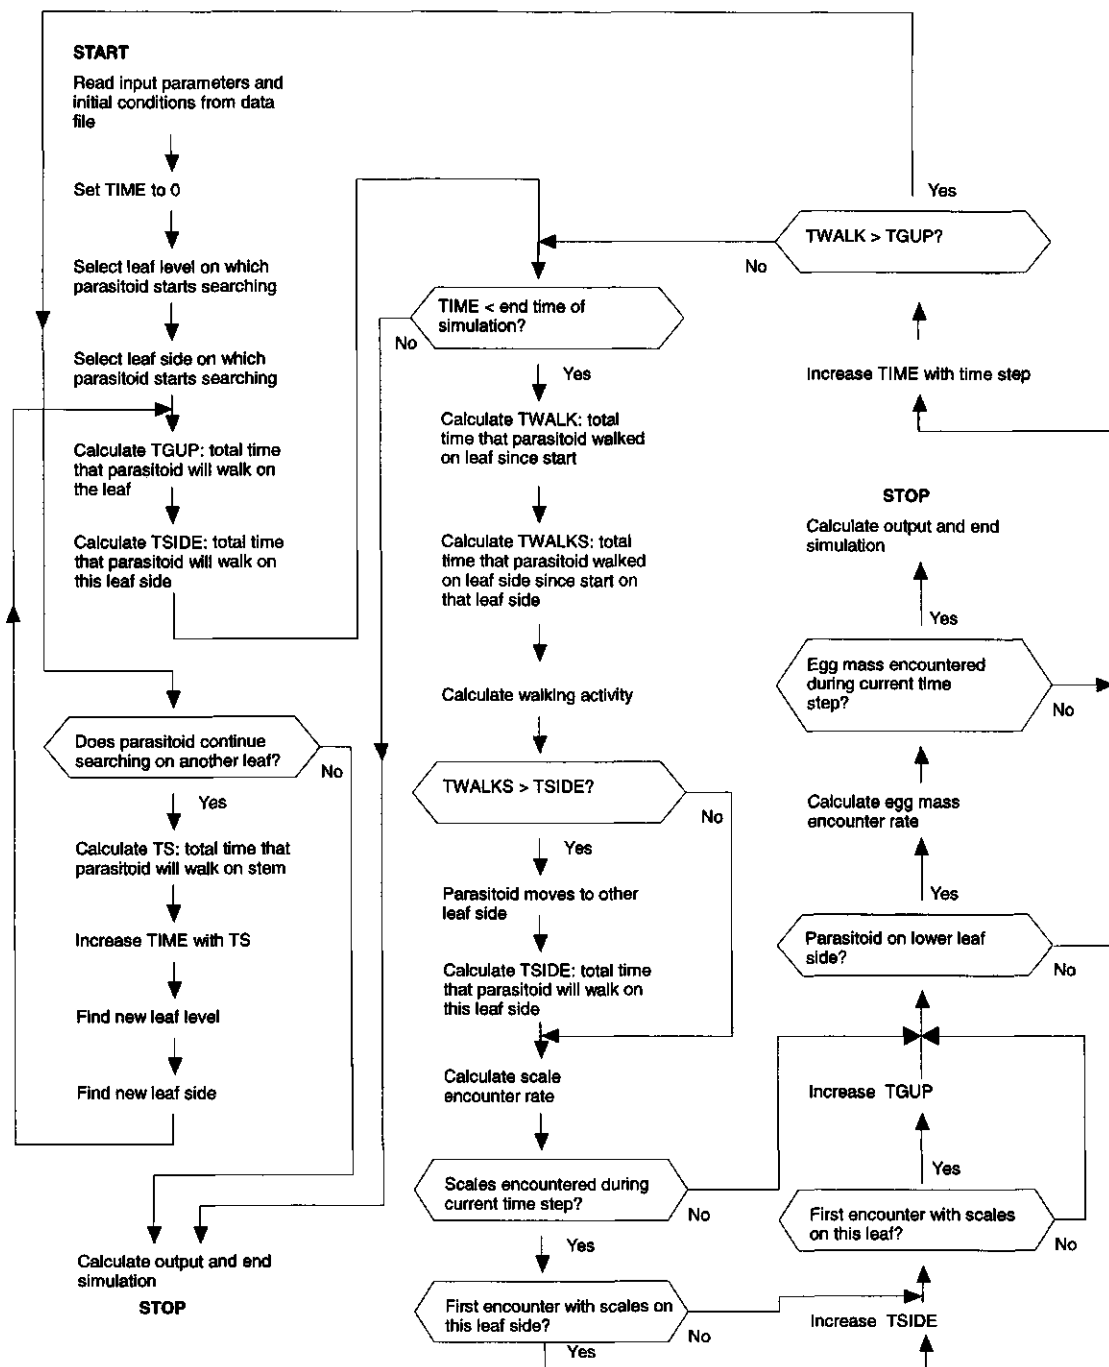 START
Read input parameters and
initial conditions from data
file
Set TIME to 0
Select leaf level on which
parasitoid starts searching
Select leaf side on which
parasitoid starts searching
Calculate TGUP: total time
that parasitoid will walk on
the leaf
Calculate TSIDE: total time
that parasitoid will walk on
this leaf side
Does parasitoid continue
searching on another leaf?
No
Yes
Calculate TS: total time that
parasitoid will walk on stem
Increase TIME with TS
Find new leaf level
Find new leaf side
Calculate output and end
simulation
STOP
TIME < end time of
simulation?
No
Yes
Calculate TWALK: total
time that parasitoid walked
on leaf since start
Calculate TWALKS: total
time that parasitoid walked
on leaf side since start on
that leaf side
Calculate walking activity
TWALKS > TSIDE?
No
Yes
Parasitoid moves to other
leaf side
Calculate TSIDE: total time
that parasitoid will walk on
this leaf side
Calculate scale
encounter rate
Scales encountered during
current time step?
No
Yes
First encounter with scales on
this leaf side?
No
Yes
Yes
TWALK > TGUP?
No
Increase TIME with time step
STOP
Calculate output and end
simulation
Yes
Egg mass encountered
during current time
step?
No
Calculate egg mass
encounter rate
Yes
Parasitoid on lower leaf
side?
No
Increase TGUP
Yes
First encounter with scales
on this leaf?
No
Increase TSIDE